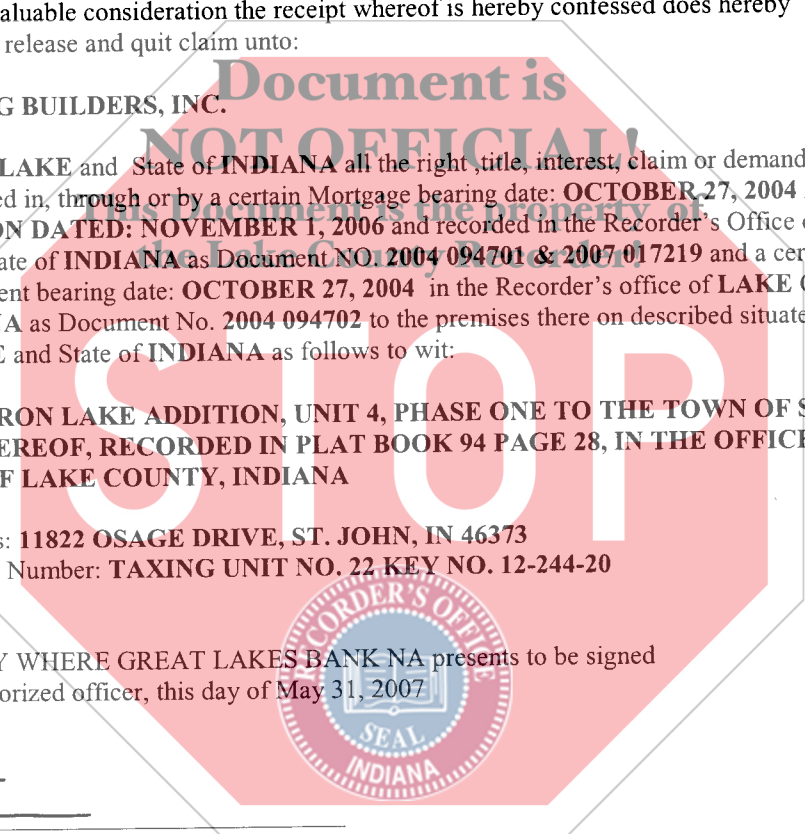 aluable consideration the receipt whereof is hereby confessed does hereby
release and quit claim unto:
G BUILDERS, INC.
LAKE and State of INDIANA all the right ,title, interest, claim or demand
ed in, through or by a certain Mortgage bearing date: OCTOBER 27, 2004
ON DATED: NOVEMBER 1, 2006 and recorded in the Recorder's Office
ate of INDIANA as Document NO. 2004 094701 & 2007 017219 and a cer
ent bearing date: OCTOBER 27, 2004 in the Recorder's office of LAKE
NA as Document No. 2004 094702 to the premises there on described situate
E and State of INDIANA as follows to wit:
RON LAKE ADDITION, UNIT 4, PHASE ONE TO THE TOWN OF S
EREOF, RECORDED IN PLAT BOOK 94 PAGE 28, IN THE OFFICE
F LAKE COUNTY, INDIANA
s: 11822 OSAGE DRIVE, ST. JOHN, IN 46373
Number: TAXING UNIT NO. 22 KEY NO. 12-244-20
Y WHERE GREAT LAKES BANK NA presents to be signed
orized officer, this day of May 31, 2007
Document is
NOT OFFICIAL!
This Document is the property of
the Lake County Recorder!
STOP
RECORDER'S OFFICE
SEAL
INDIANA